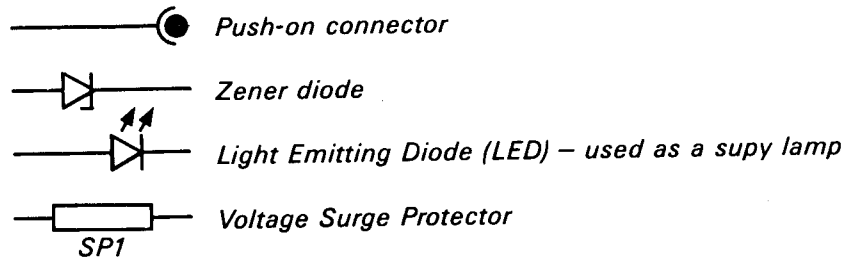 Push-on connector
Zener diode
Light Emitting Diode (LED) – used as a supy lamp
Voltage Surge Protector
SP1